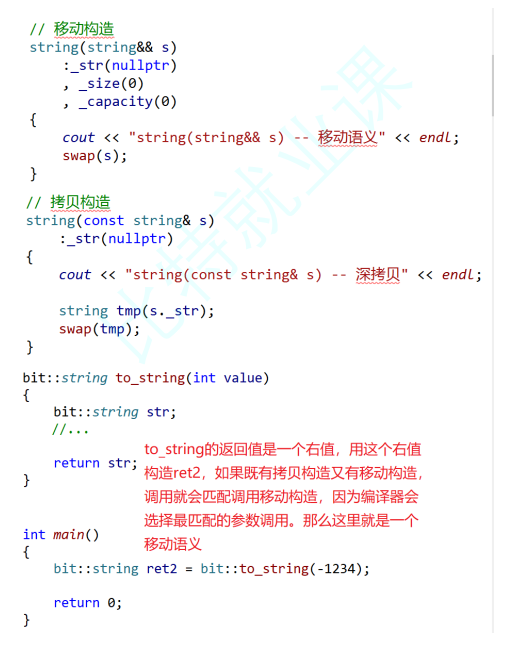 // 移动构造
string(string&& s)
:_str(nullptr)
, _size(0)
, _capacity(0)
{
cout << "string(string&& s) -- 移动语义" << endl;
swap(s);
}
// 拷贝构造
string(const string& s)
:_str(nullptr)
{
cout << "string(const string& s) -- 深拷贝" << endl;
string tmp(s._str);
swap(tmp);
}
bit::string to_string(int value)
{
bit::string str;
//...
return str;
}
to_string的返回值是一个右值，用这个右值
构造ret2，如果既有拷贝构造又有移动构造，
调用就会匹配调用移动构造，因为编译器会
选择最匹配的参数调用。那么这里就是一个
移动语义
int main()
{
bit::string ret2 = bit::to_string(-1234);
return 0;
}
比特就业课